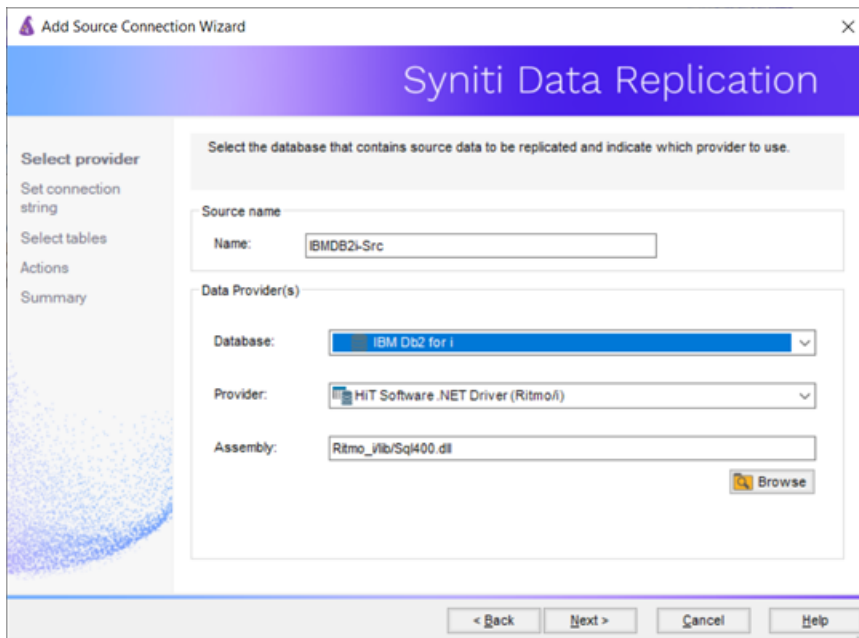 Add Source Connection Wizard
Syniti Data Replication
Select provider
Set connection
string
Select tables
Actions
Summary
Select the database that contains source data to be replicated and indicate which provider to use.
Source name
Name:
IBMDB2i-Src
Data Provider(s)
Database:
IBM Db2 for i
Provider:
HiT Software .NET Driver (Ritmo/i)
Assembly:
Ritmo_i/lib/Sql400.dll
Browse
< Back
Next >
Cancel
Help